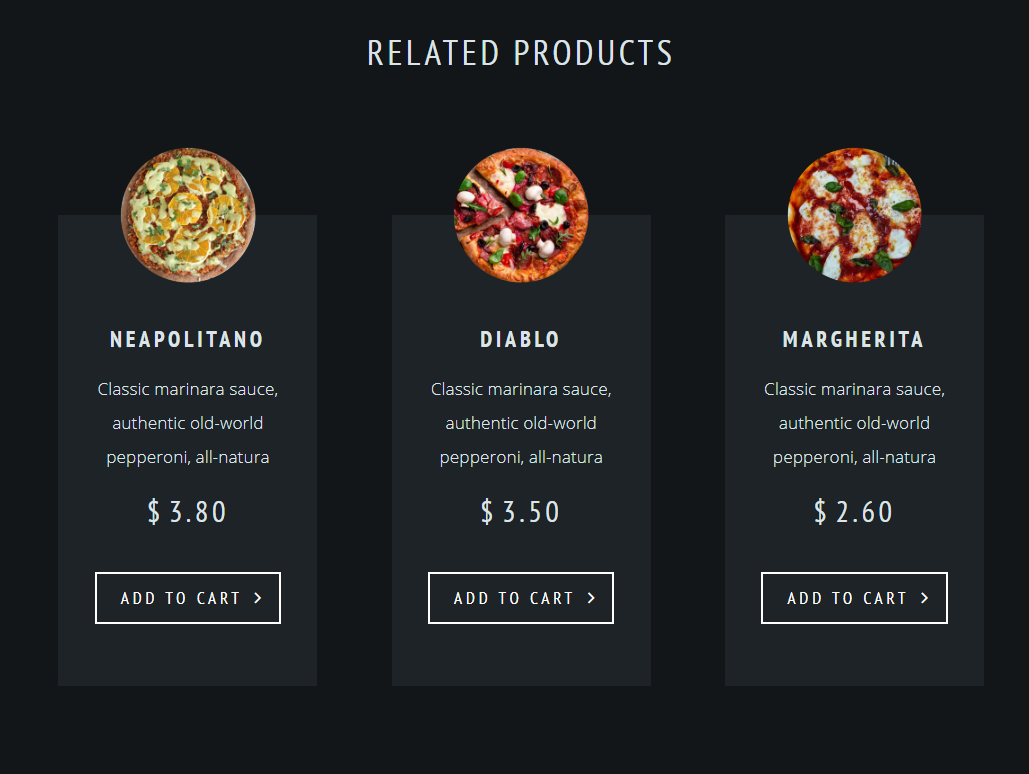 RELATED PRODUCTS
NEAPOLITANO
Classic marinara sauce,
authentic old-world
pepperoni, all-natura
$ 3.80
ADD TO CART
DIABLO
Classic marinara sauce,
authentic old-world
pepperoni, all-natura
$ 3.50
ADD TO CART
MARGHERITA
Classic marinara sauce,
authentic old-world
pepperoni, all-natura
$ 2.60
ADD TO CART